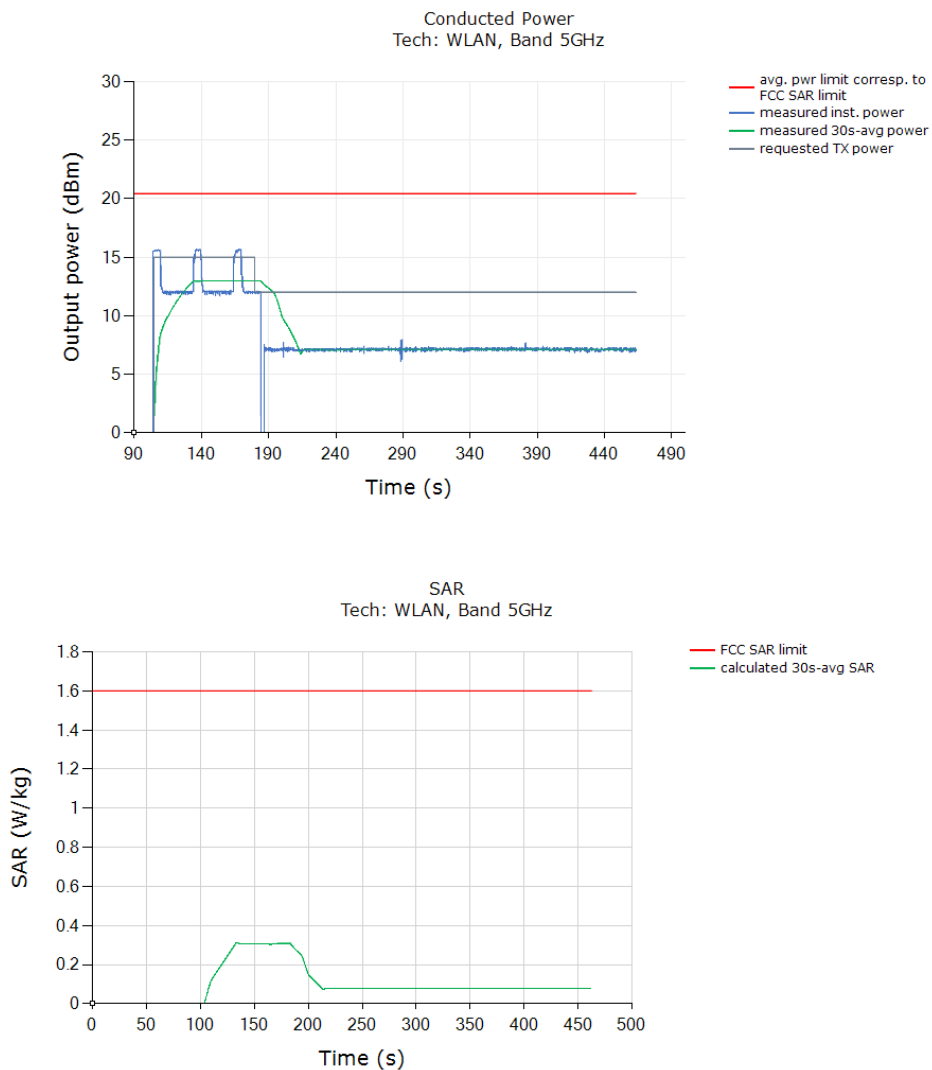 Conducted Power
Tech: WLAN, Band 5GHz
avg. pwr limit corresp. to
FCC SAR limit
measured inst. power
measured 30s-avg power
requested TX power
Output power (dBm)
30
25
20
15
10
5
0
90 140 190 240 290 340 390 440 490
Time (s)
SAR
Tech: WLAN, Band 5GHz
FCC SAR limit
calculated 30s-avg SAR
SAR (W/kg)
1.8
1.6
1.4
1.2
1
0.8
0.6
0.4
0.2
0
0 50 100 150 200 250 300 350 400 450 500
Time (s)